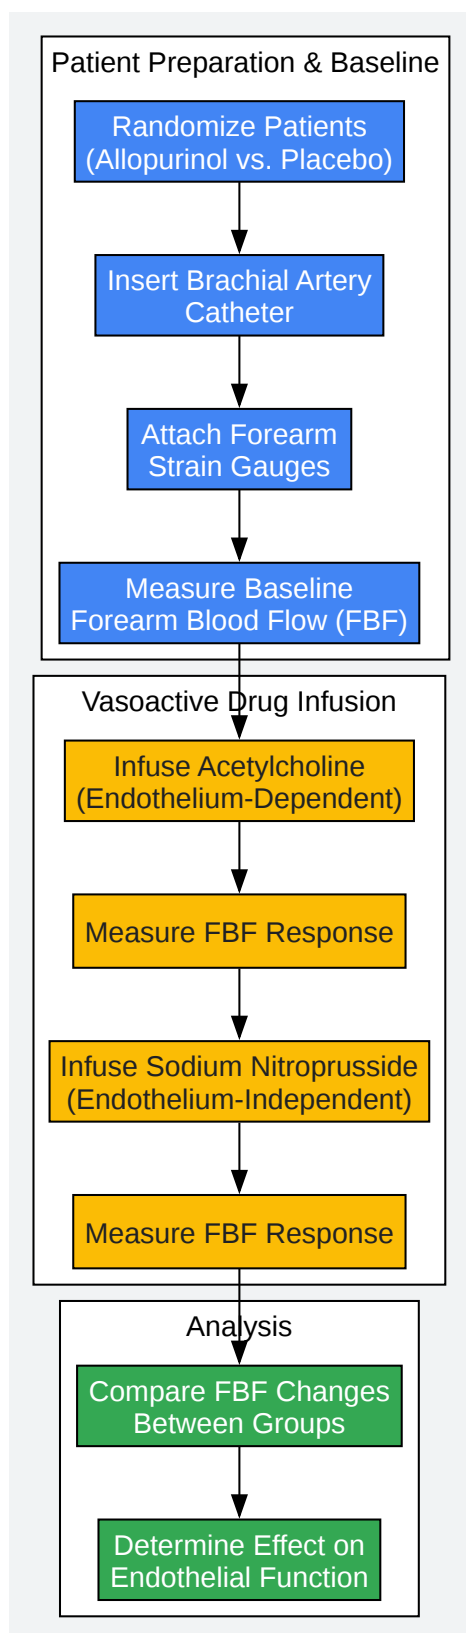 Patient Preparation & Baseline
Randomize Patients
(Allopurinol vs. Placebo)
Insert Brachial Artery
Catheter
Attach Forearm
Strain Gauges
Measure Baseline
Forearm Blood Flow (FBF)
Vasoactive Drug Infusion
Infuse Acetylcholine
(Endothelium-Dependent)
Measure FBF Response
Infuse Sodium Nitroprusside
(Endothelium-Independent)
Measure FBF Response
Analysis
Compare FBF Changes
Between Groups
Determine Effect on
Endothelial Function